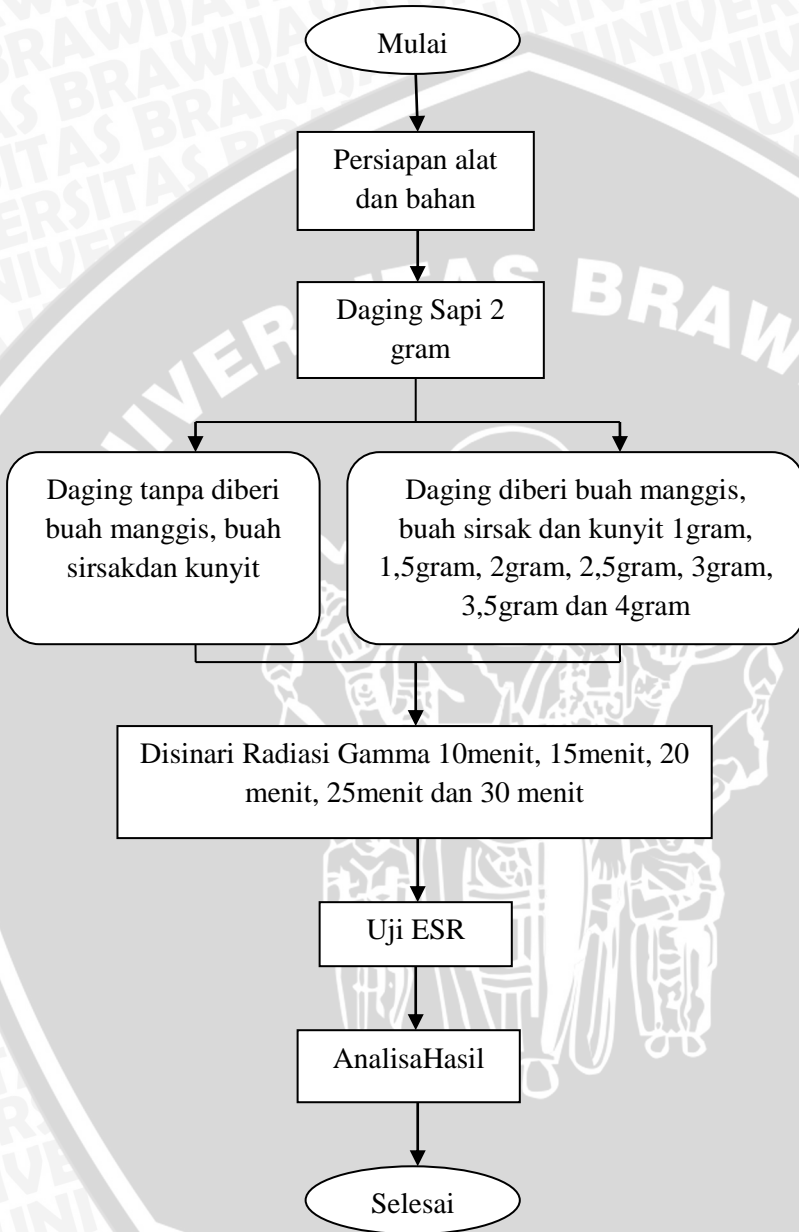 Mulai
Persiapan alat
dan bahan
Daging Sapi 2
gram
Daging tanpa diberi
buah manggis, buah
sirsakdan kunyit
Daging diberi buah manggis,
buah sirsak dan kunyit 1gram,
1,5gram, 2gram, 2,5gram, 3gram,
3,5gram dan 4gram
Disinari Radiasi Gamma 10menit, 15menit, 20
menit, 25menit dan 30 menit
Uji ESR
AnalisaHasil
Selesai